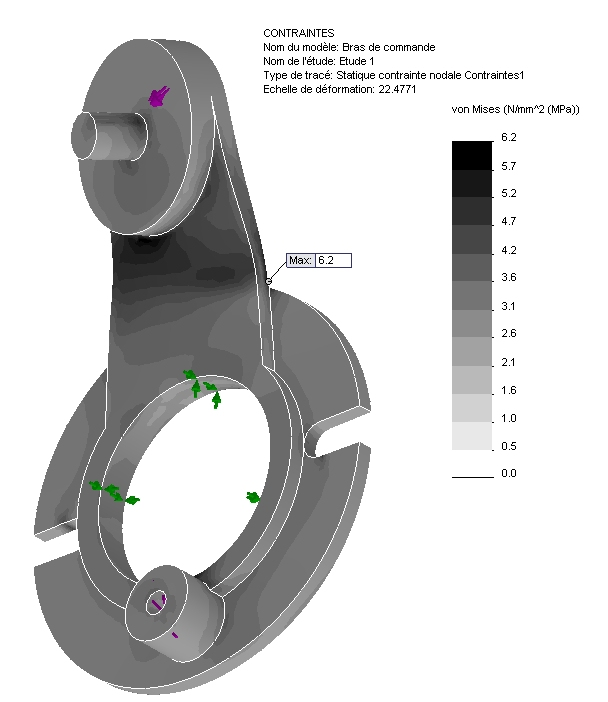 CONTRAINTES
Nom du modèle: Bras de commande
Nom de l'étude: Etude 1
Type de tracé: Statique contrainte nodale Contraintes1
Echelle de déformation: 22.4771
von Mises (N/mm^2 (MPa))
6.2
5.7
5.2
4.7
4.2
3.6
3.1
2.6
2.1
1.6
1.0
0.5
0.0
Max: 6.2